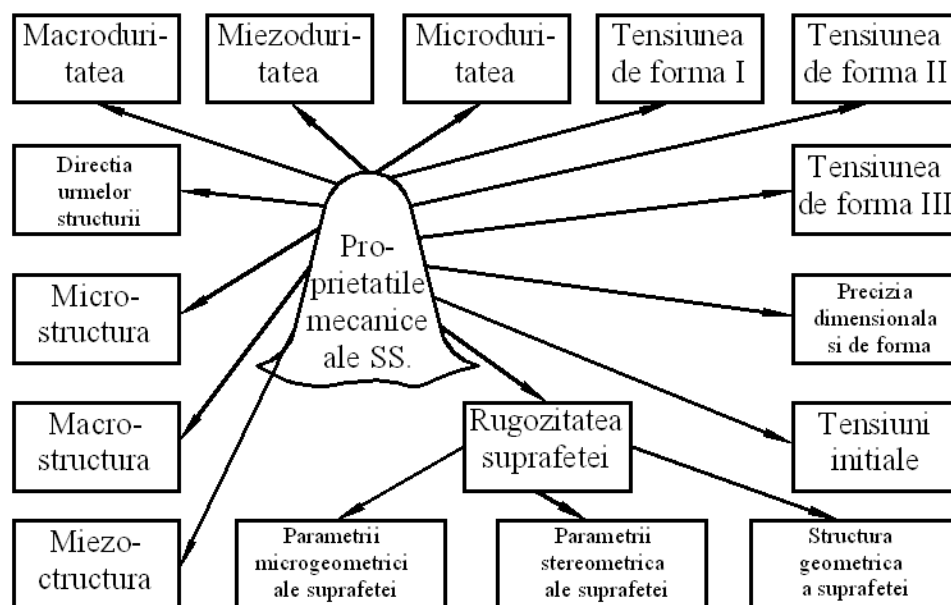 Macroduri-
tatea
Miezoduri-
tatea
Microduri-
tatea
Tensiunea
de forma I
Tensiunea
de forma II
Directia
urmelor
structurii
Tensiunea
de forma III
Pro-
prietatile
mecanice
ale SS.
Micro-
structura
Precizia
dimensionala
si de forma
Macro-
structura
Rugozitatea
suprafetei
Tensiuni
initiale
Miezo-
ctructura
Parametrii
microgeometrici
ale suprafetei
Parametrii
stereometrica
ale suprafetei
Structura
geometrica
a suprafetei